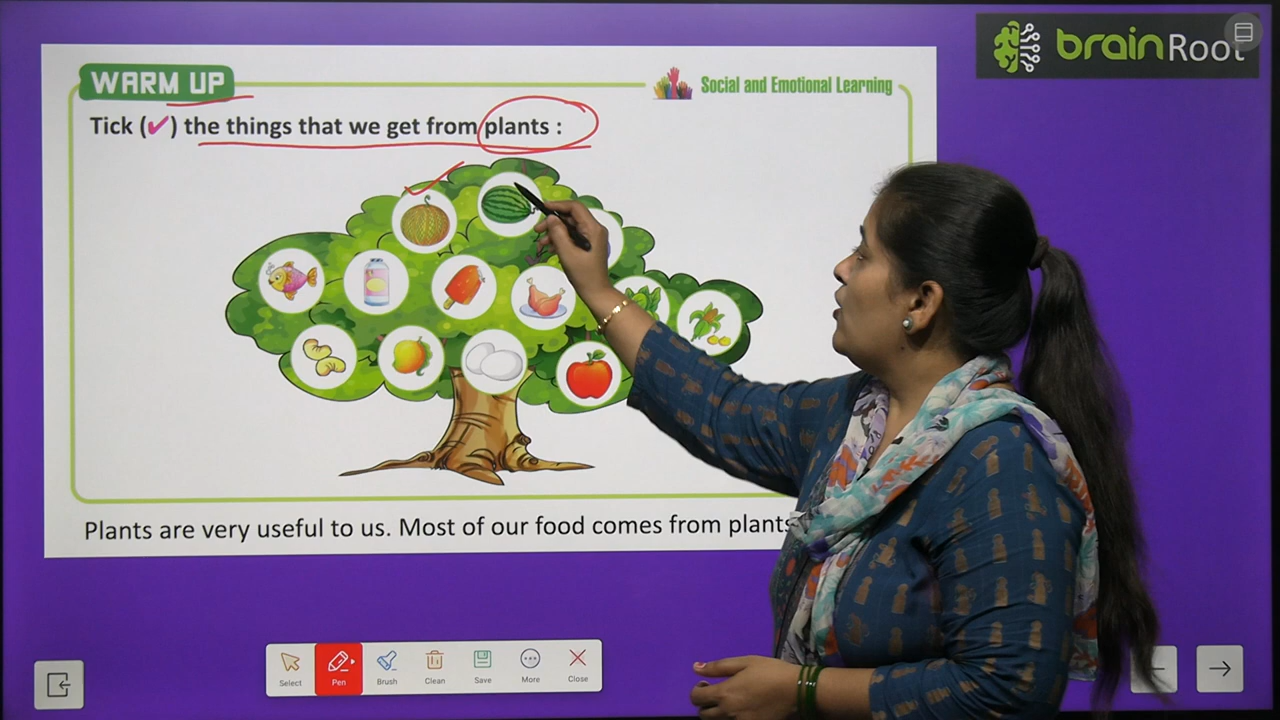 brainRoot
WARM UP
Social and Emotional Learning
Tick (✔) the things that we get from plants :
Plants are very useful to us. Most of our food comes from plants
Select
Pen
Brush
Clean
Save
More
Close